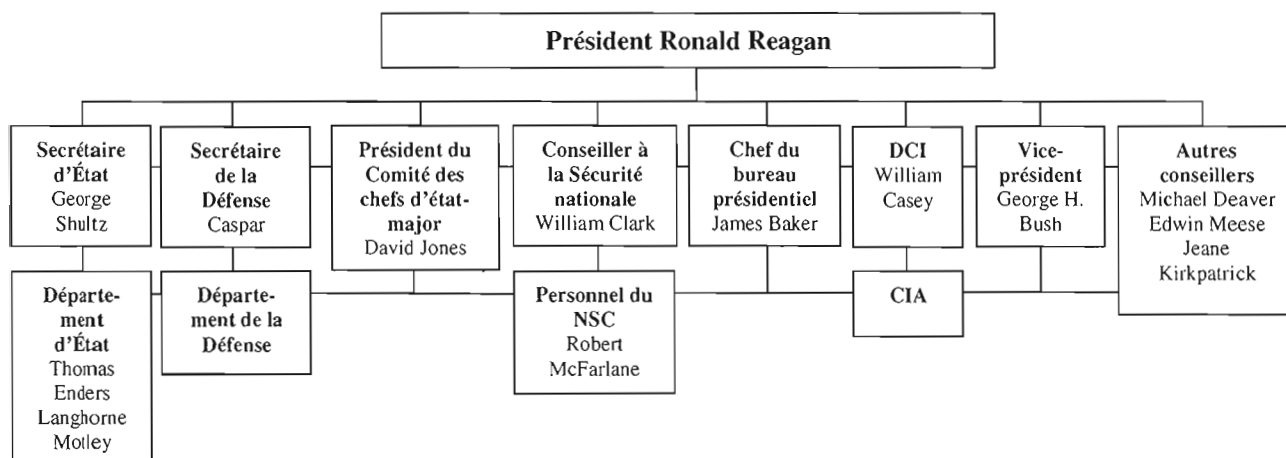 Président Ronald Reagan
Secrétaire
d'État
George
Shultz
Secrétaire
de la
Défense
Caspar
Président du
Comité des
chefs d'état-
major
David Jones
Conseiller à
la Sécurité
nationale
William Clark
Chef du
bureau
présidentiel
James Baker
DCI
William
Casey
Vice-
président
George H.
Bush
Autres
conseillers
Michael Deaver
Edwin Meese
Jeane
Kirkpatrick
Départe-
ment
d'État
Thomas
Enders
Langhorne
Motley
Départe-
ment de la
Défense
Personnel du
NSC
Robert
McFarlane
CIA